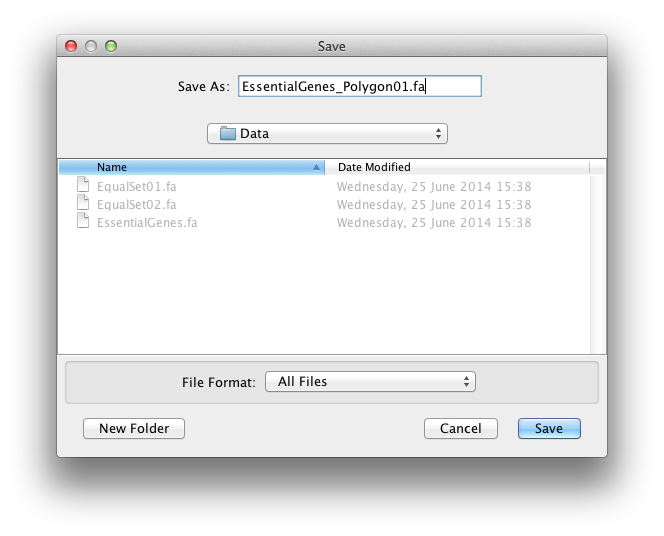 Save
Save As: EssentialGenes_Polygon01.fa
Data
Name Date Modified
EqualSet01.fa Wednesday, 25 June 2014 15:38
EqualSet02.fa Wednesday, 25 June 2014 15:38
EssentialGenes.fa Wednesday, 25 June 2014 15:38
File Format: All Files
New Folder Cancel Save